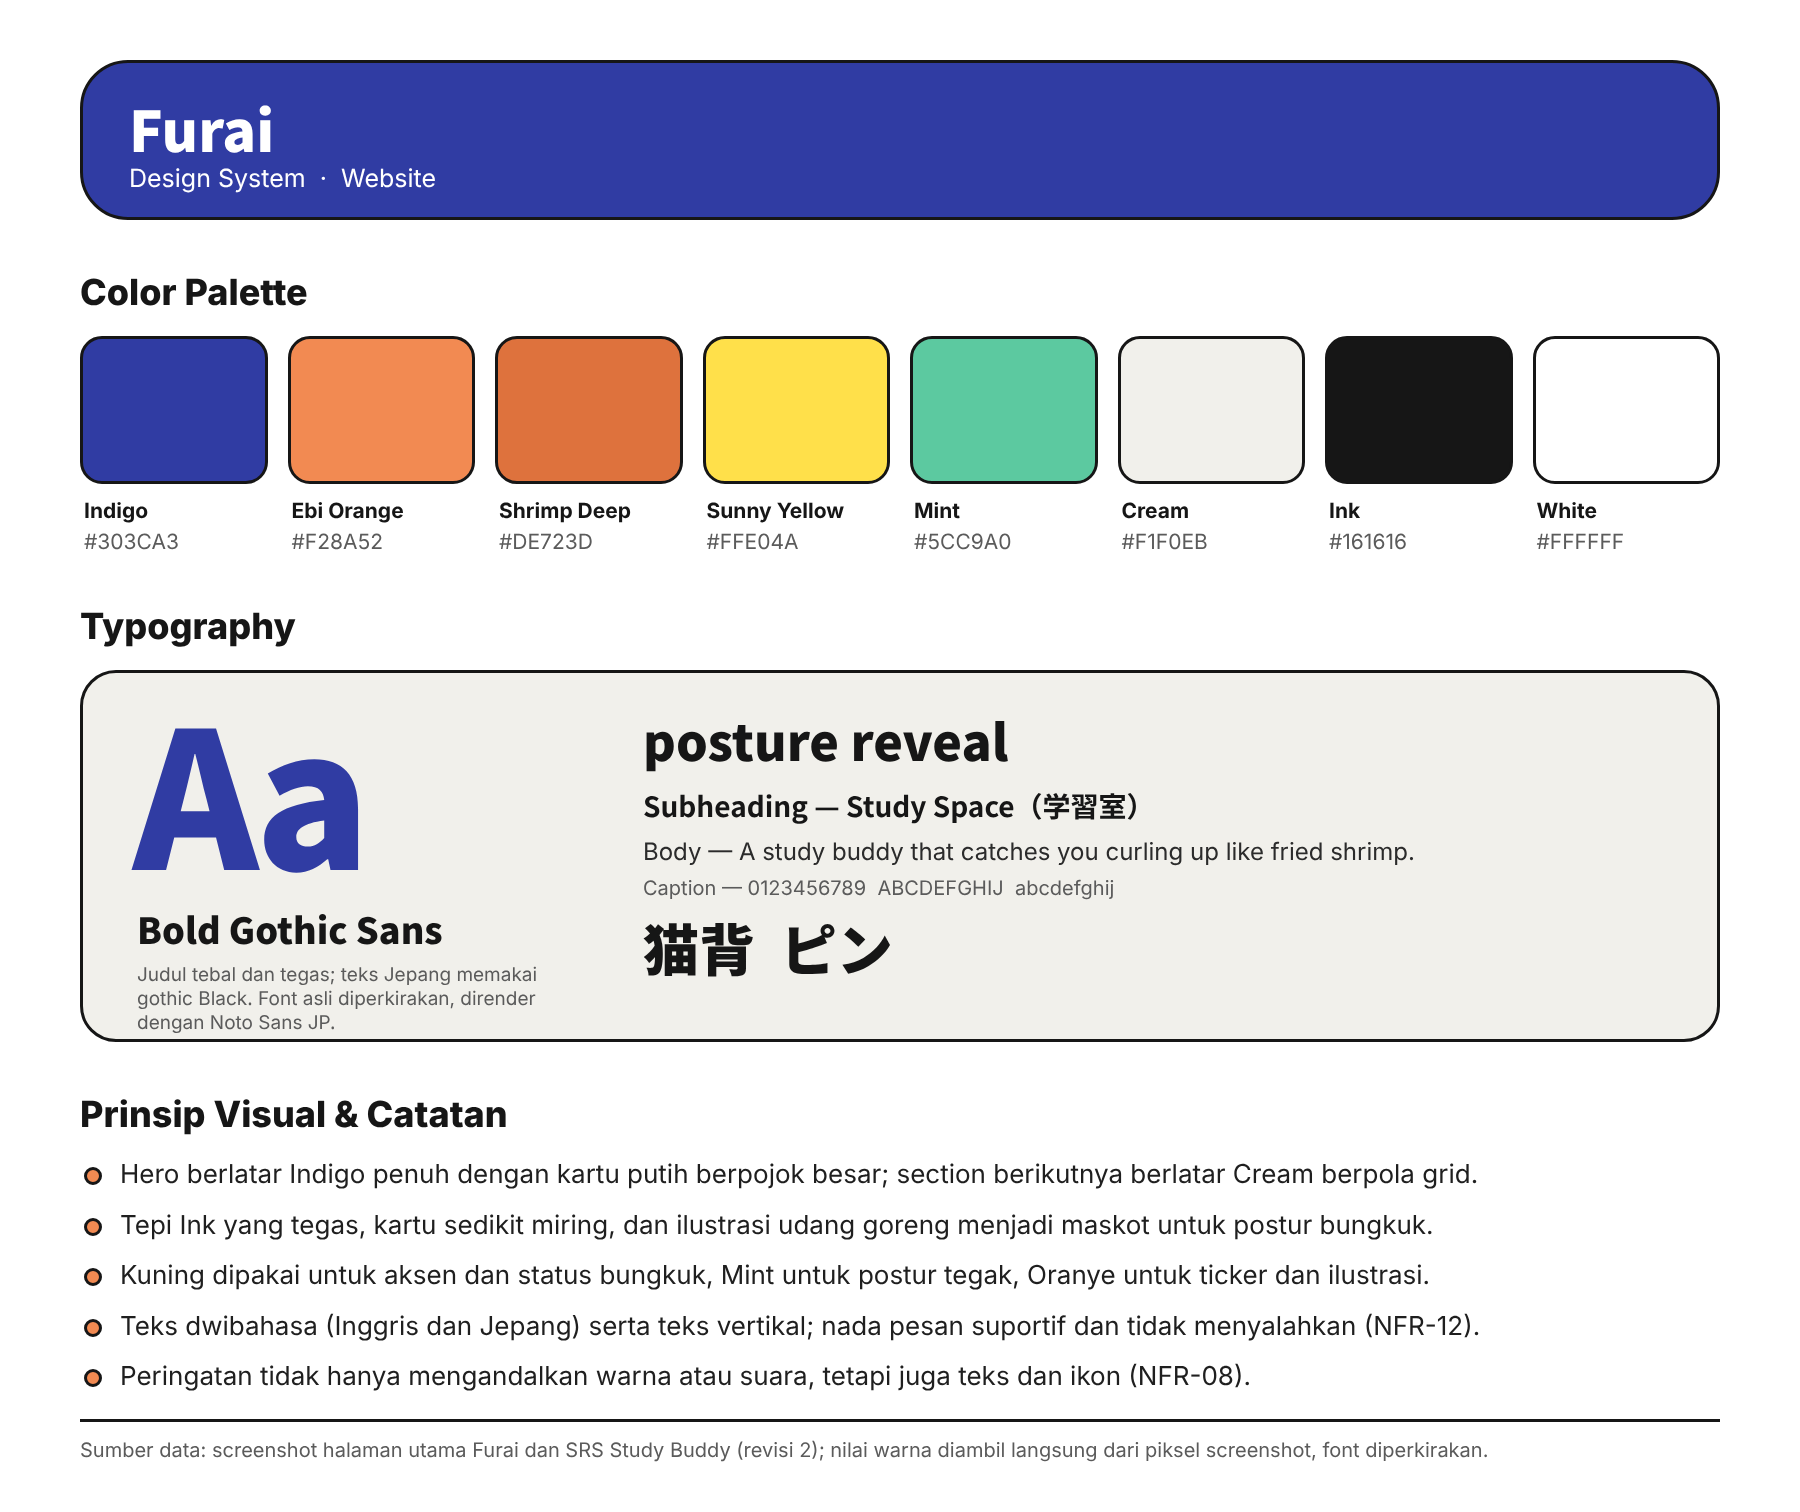 Furai
Design System · Website
Color Palette
Indigo
#303CA3
Ebi Orange
#F28A52
Shrimp Deep
#DE723D
Sunny Yellow
#FFE04A
Mint
#5CC9A0
Cream
#F1F0EB
Ink
#161616
White
#FFFFFF
Typography
Aa
Bold Gothic Sans
Judul tebal dan tegas; teks Jepang memakai
gothic Black. Font asli diperkirakan, dirender
dengan Noto Sans JP.
posture reveal
Subheading — Study Space（学習室）
Body — A study buddy that catches you curling up like fried shrimp.
Caption — 0123456789 ABCDEFGHIJ abcdefghij
猫背 ピン
Prinsip Visual & Catatan
Hero berlatar Indigo penuh dengan kartu putih berpojok besar; section berikutnya berlatar Cream berpola grid.
Tepi Ink yang tegas, kartu sedikit miring, dan ilustrasi udang goreng menjadi maskot untuk postur bungkuk.
Kuning dipakai untuk aksen dan status bungkuk, Mint untuk postur tegak, Oranye untuk ticker dan ilustrasi.
Teks dwibahasa (Inggris dan Jepang) serta teks vertikal; nada pesan suportif dan tidak menyalahkan (NFR-12).
Peringatan tidak hanya mengandalkan warna atau suara, tetapi juga teks dan ikon (NFR-08).
Sumber data: screenshot halaman utama Furai dan SRS Study Buddy (revisi 2); nilai warna diambil langsung dari piksel screenshot, font diperkirakan.